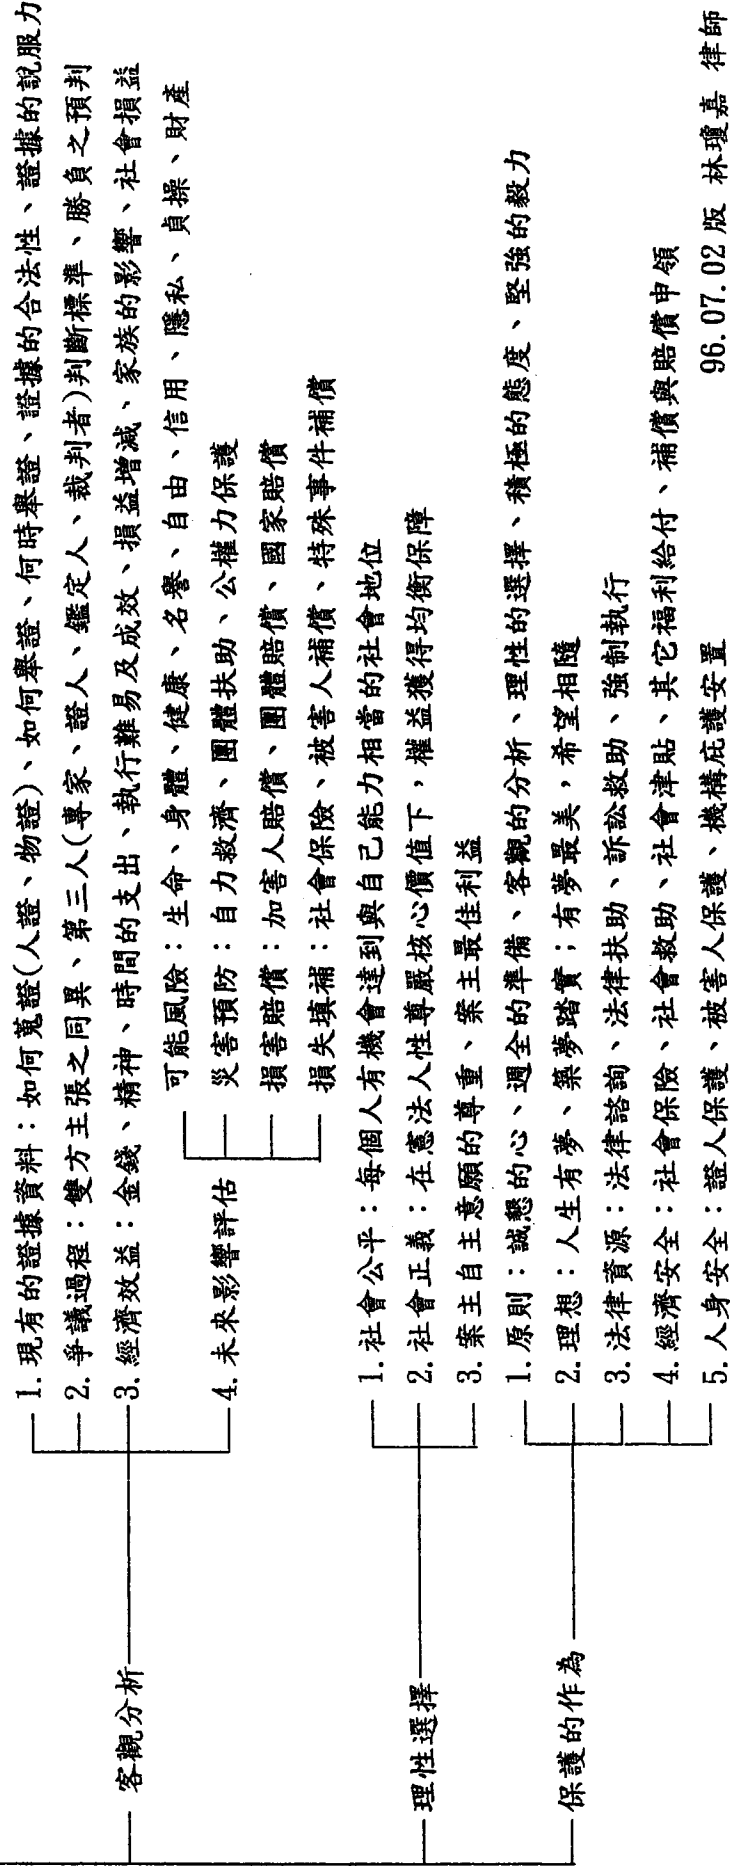 客觀分析
1.現有的證據資料：如何蒐證(人證、物證)、如何舉證、何時舉證、證據的合法性、證據的說服力
2.爭議過程：雙方主張之同異、第三人(專家、證人、鑑定人、裁判者)判斷標準、勝負之預判
3.經濟效益：金錢、精神、時間的支出、執行難易及成效、損益增減、家族的影響、社會損益
4.未來影響評估
可能風險：生命、身體、健康、名譽、自由、信用、隱私、貞操、財產
災害預防：自力救濟、團體扶助、公權力保護
損害賠償：加害人賠償、團體賠償、國家賠償
損失填補：社會保險、被害人補償、特殊事件補償
理性選擇
1.社會公平：每個人有機會達到與自己能力相當的社會地位
2.社會正義：在憲法人性尊嚴核心價值下，權益獲得均衡保障
3.案主自主意願的尊重、案主最佳利益
保護的作為
1.原則：誠懇的心、週全的準備、客觀的分析、理性的選擇、積極的態度、堅強的毅力
2.理想：人生有夢、築夢踏實；有夢最美，希望相隨
3.法律資源：法律諮詢、法律扶助、訴訟救助、強制執行
4.經濟安全：社會保險、社會救助、社會津貼、其它福利給付、補償與賠償申領
5.人身安全：證人保護、被害人保護、機構庇護安置
96.07.02 版 林瓊嘉 律師